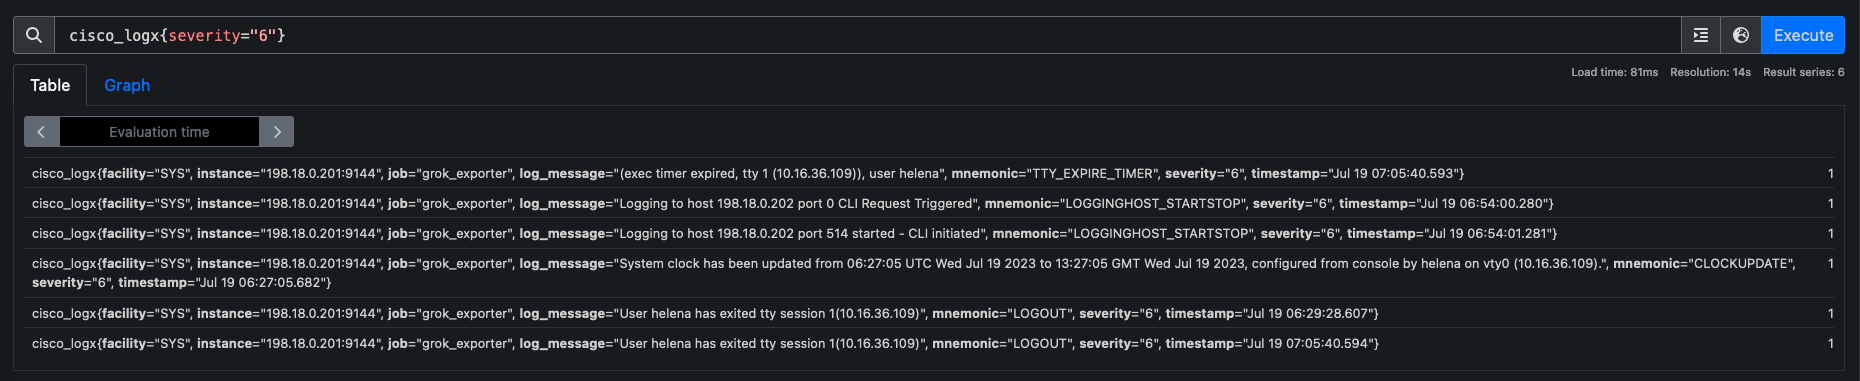 cisco_logx{severity="6"}
Execute
Table
Graph
Load time: 81ms Resolution: 14s Result series: 6
Evaluation time
cisco_logx{facility="SYS", instance="198.18.0.201:9144", job="grok_exporter", log_message="(exec timer expired, tty 1 (10.16.36.109)), user helena", mnemonic="TTY_EXPIRE_TIMER", severity="6", timestamp="Jul 19 07:05:40.593"} 1
cisco_logx{facility="SYS", instance="198.18.0.201:9144", job="grok_exporter", log_message="Logging to host 198.18.0.202 port 0 CLI Request Triggered", mnemonic="LOGGINGHOST_STARTSTOP", severity="6", timestamp="Jul 19 06:54:00.280"} 1
cisco_logx{facility="SYS", instance="198.18.0.201:9144", job="grok_exporter", log_message="Logging to host 198.18.0.202 port 514 started - CLI initiated", mnemonic="LOGGINGHOST_STARTSTOP", severity="6", timestamp="Jul 19 06:54:01.281"} 1
cisco_logx{facility="SYS", instance="198.18.0.201:9144", job="grok_exporter", log_message="System clock has been updated from 06:27:05 UTC Wed Jul 19 2023 to 13:27:05 GMT Wed Jul 19 2023, configured from console by helena on vty0 (10.16.36.109).", mnemonic="CLOCKUPDATE", 1
severity="6", timestamp="Jul 19 06:27:05.682"}
cisco_logx{facility="SYS", instance="198.18.0.201:9144", job="grok_exporter", log_message="User helena has exited tty session 1(10.16.36.109)", mnemonic="LOGOUT", severity="6", timestamp="Jul 19 06:29:28.607"} 1
cisco_logx{facility="SYS", instance="198.18.0.201:9144", job="grok_exporter", log_message="User helena has exited tty session 1(10.16.36.109)", mnemonic="LOGOUT", severity="6", timestamp="Jul 19 07:05:40.594"} 1